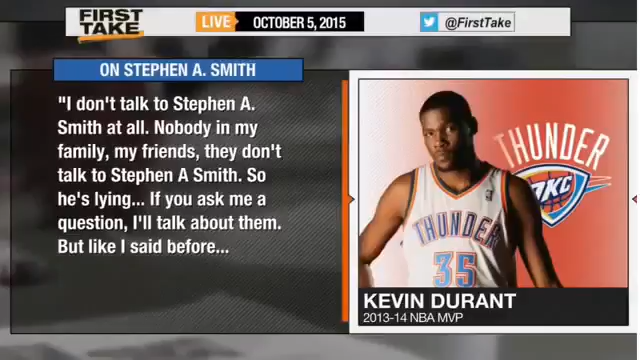 FIRST
TAKE
LIVE OCTOBER 5, 2015 @FirstTake
ON STEPHEN A. SMITH
"I don't talk to Stephen A.
Smith at all. Nobody in my
family, my friends, they don't
talk to Stephen A Smith. So
he's lying... If you ask me a
question, I'll talk about them.
But like I said before...
THUNDER
OKC
THUNDER
35
KEVIN DURANT
2013-14 NBA MVP